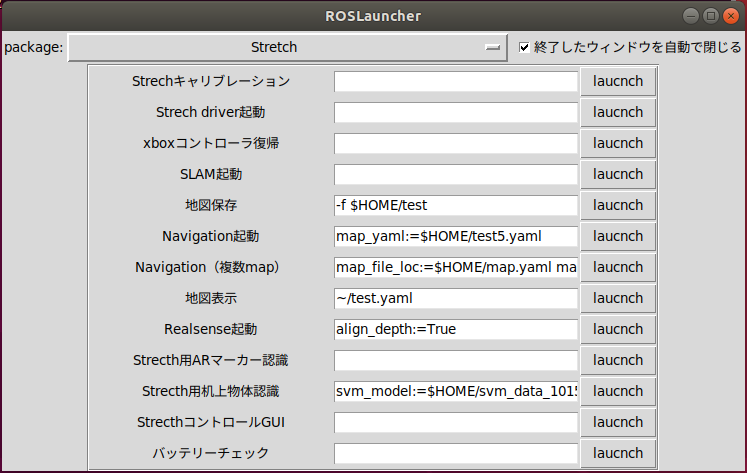 ROSLauncher
package: Stretch 終了したウィンドウを自動で閉じる
Strechキャリブレーション laucnch
Strech driver起動 laucnch
xboxコントローラ復帰 laucnch
SLAM起動 laucnch
地図保存 -f $HOME/test laucnch
Navigation起動 map_yaml:=$HOME/test5.yaml laucnch
Navigation（複数map） map_file_loc:=$HOME/map.yaml ma laucnch
地図表示 ~/test.yaml laucnch
Realsense起動 align_depth:=True laucnch
Strecth用ARマーカー認識 laucnch
Strecth用机上物体認識 svm_model:=$HOME/svm_data_1015 laucnch
StrecthコントロールGUI laucnch
バッテリーチェック laucnch